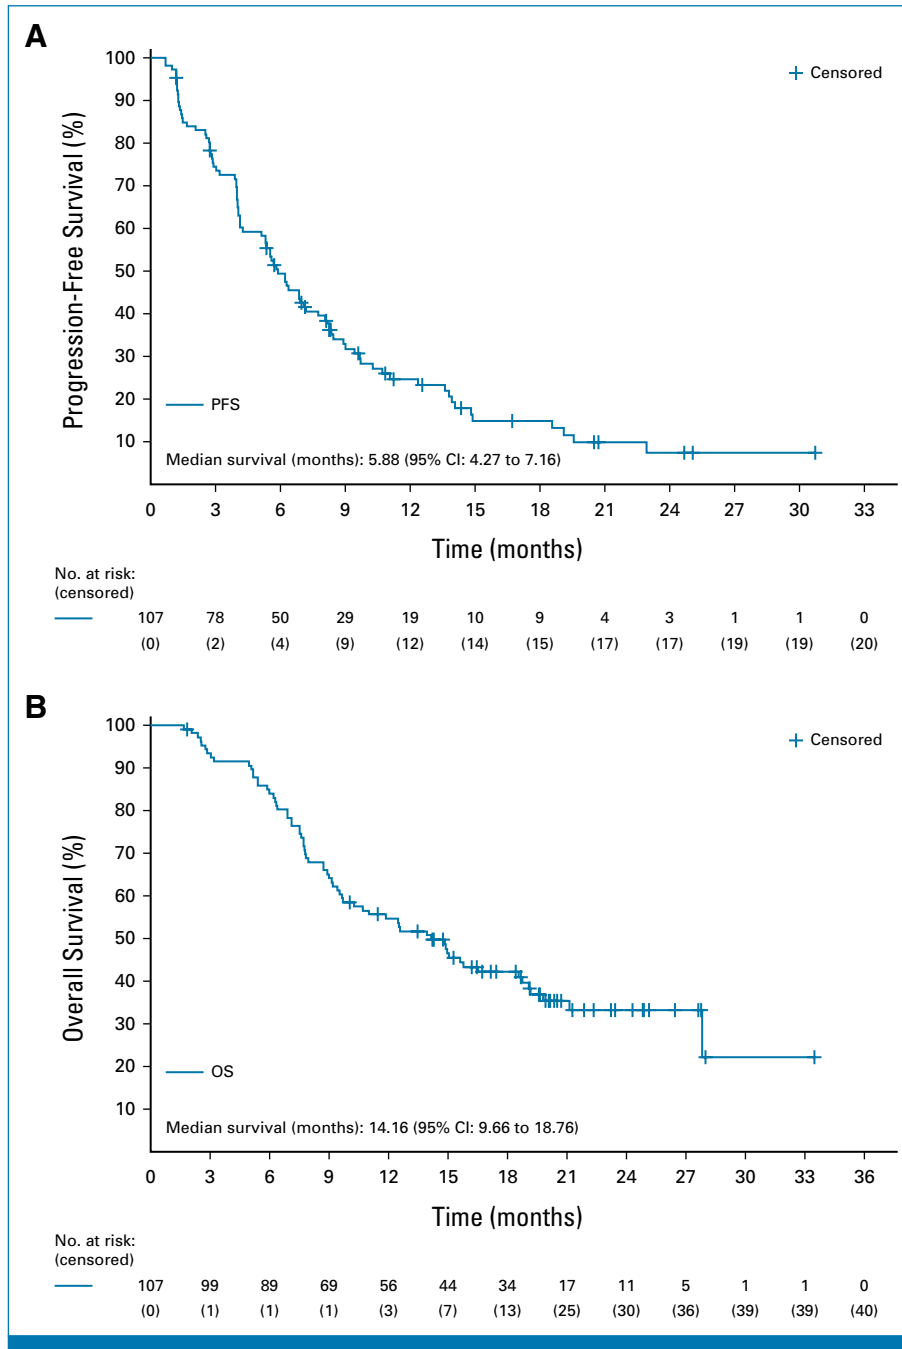 A
100
90
80
70
60
50
40
30
20
10
Progression-Free Survival (%)
Censored
PFS
Median survival (months): 5.88 (95% CI: 4.27 to 7.16)
0 3 6 9 12 15 18 21 24 27 30 33
Time (months)
No. at risk:
(censored)
107 78 50 29 19 10 9 4 3 1 1 0
(0) (2) (4) (9) (12) (14) (15) (17) (17) (19) (19) (20)
B
100
90
80
70
60
50
40
30
20
10
Overall Survival (%)
Censored
OS
Median survival (months): 14.16 (95% CI: 9.66 to 18.76)
0 3 6 9 12 15 18 21 24 27 30 33 36
Time (months)
No. at risk:
(censored)
107 99 89 69 56 44 34 17 11 5 1 1 0
(0) (1) (1) (1) (3) (7) (13) (25) (30) (36) (39) (39) (40)